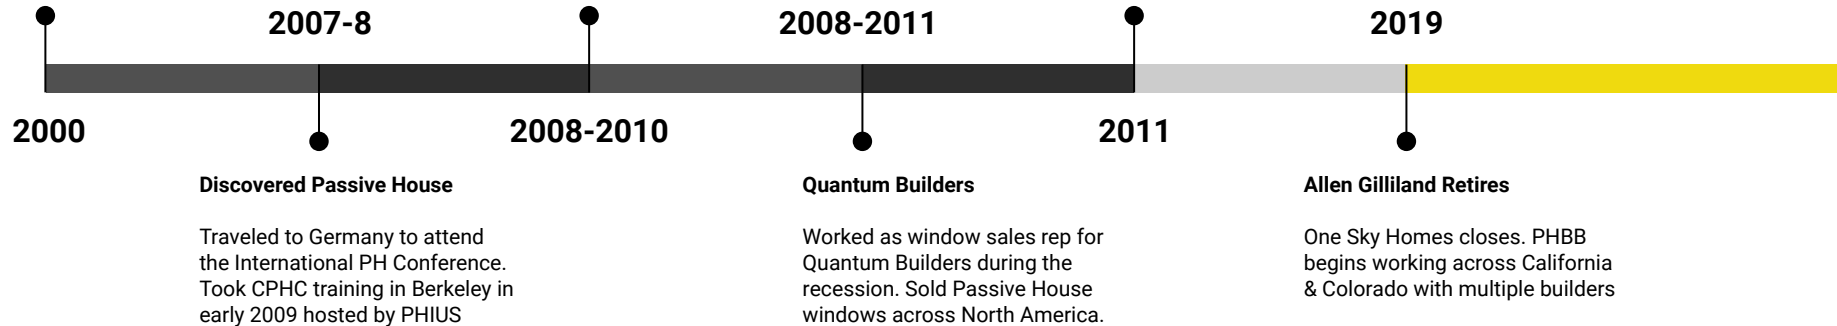 2007-8
2008-2011
2019
2000
2008-2010
2011
Discovered Passive House
Traveled to Germany to attend
the International PH Conference.
Took CPHC training in Berkeley in
early 2009 hosted by PHIUS
Quantum Builders
Worked as window sales rep for
Quantum Builders during the
recession. Sold Passive House
windows across North America.
Allen Gilliland Retires
One Sky Homes closes. PHBB
begins working across California
& Colorado with multiple builders